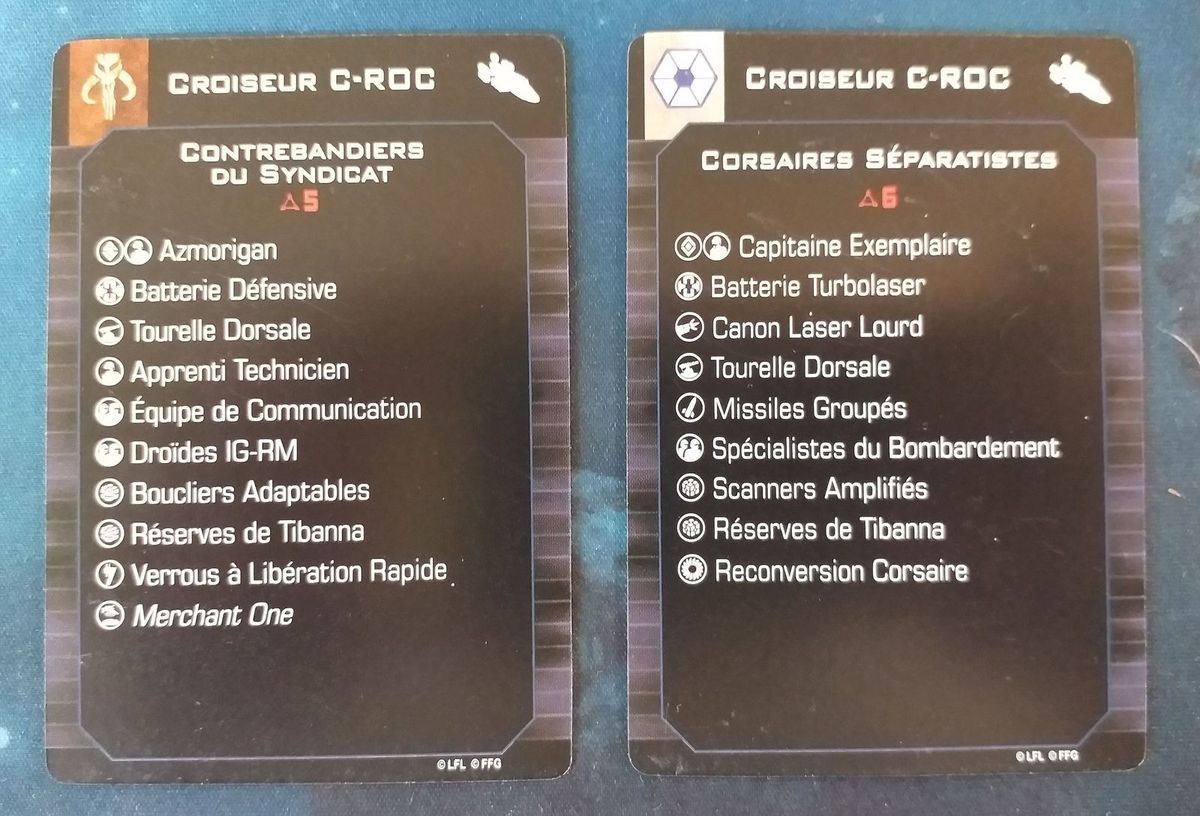 Croiseur C-ROC
Contrebandiers
du Syndicat
5
Azmorigan
Batterie Défensive
Tourelle Dorsale
Apprenti Technicien
Équipe de Communication
Droïdes IG-RM
Boucliers Adaptables
Réserves de Tibanna
Verrous à Libération Rapide
Merchant One
© LFL © FFG
Croiseur C-ROC
Corsaires Séparatistes
6
Capitaine Exemplaire
Batterie Turbolaser
Canon Laser Lourd
Tourelle Dorsale
Missiles Groupés
Spécialistes du Bombardement
Scanners Amplifiés
Réserves de Tibanna
Reconversion Corsaire
© LFL © FFG